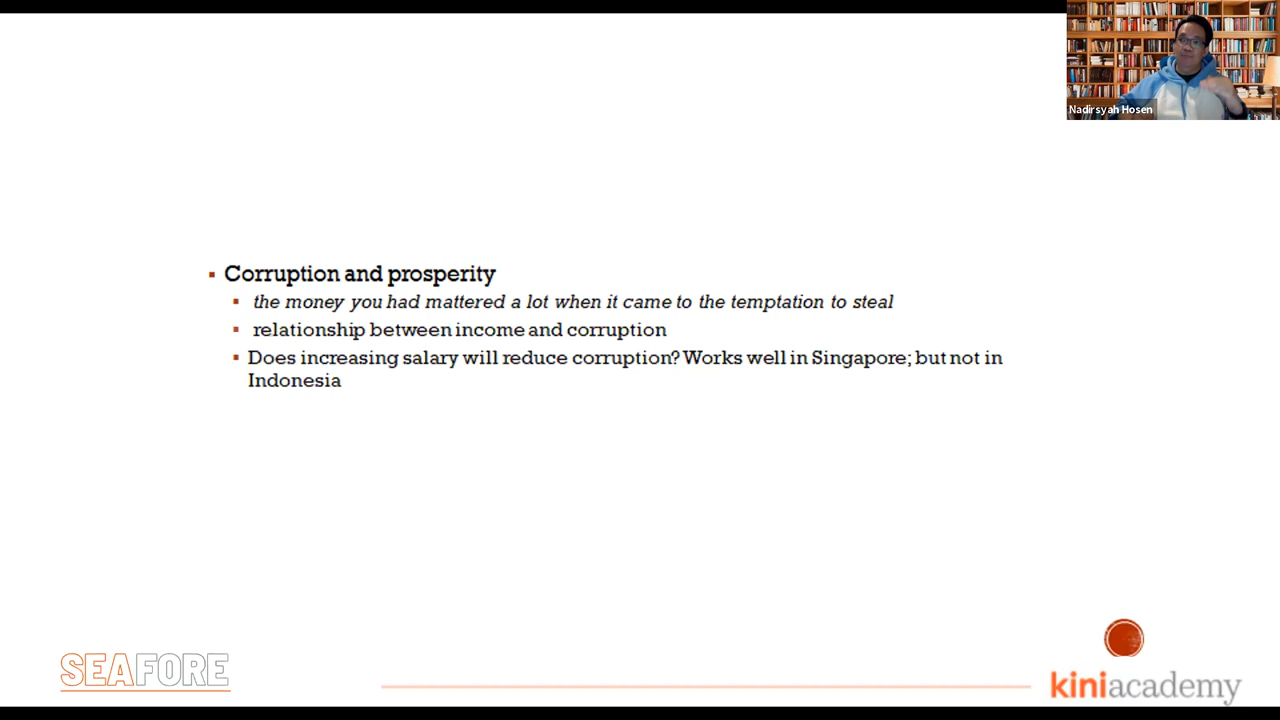 Nadirsyah Hosen
▪ Corruption and prosperity
▪ the money you had mattered a lot when it came to the temptation to steal
▪ relationship between income and corruption
▪ Does increasing salary will reduce corruption? Works well in Singapore; but not in
Indonesia
SEAFORE
kiniacademy